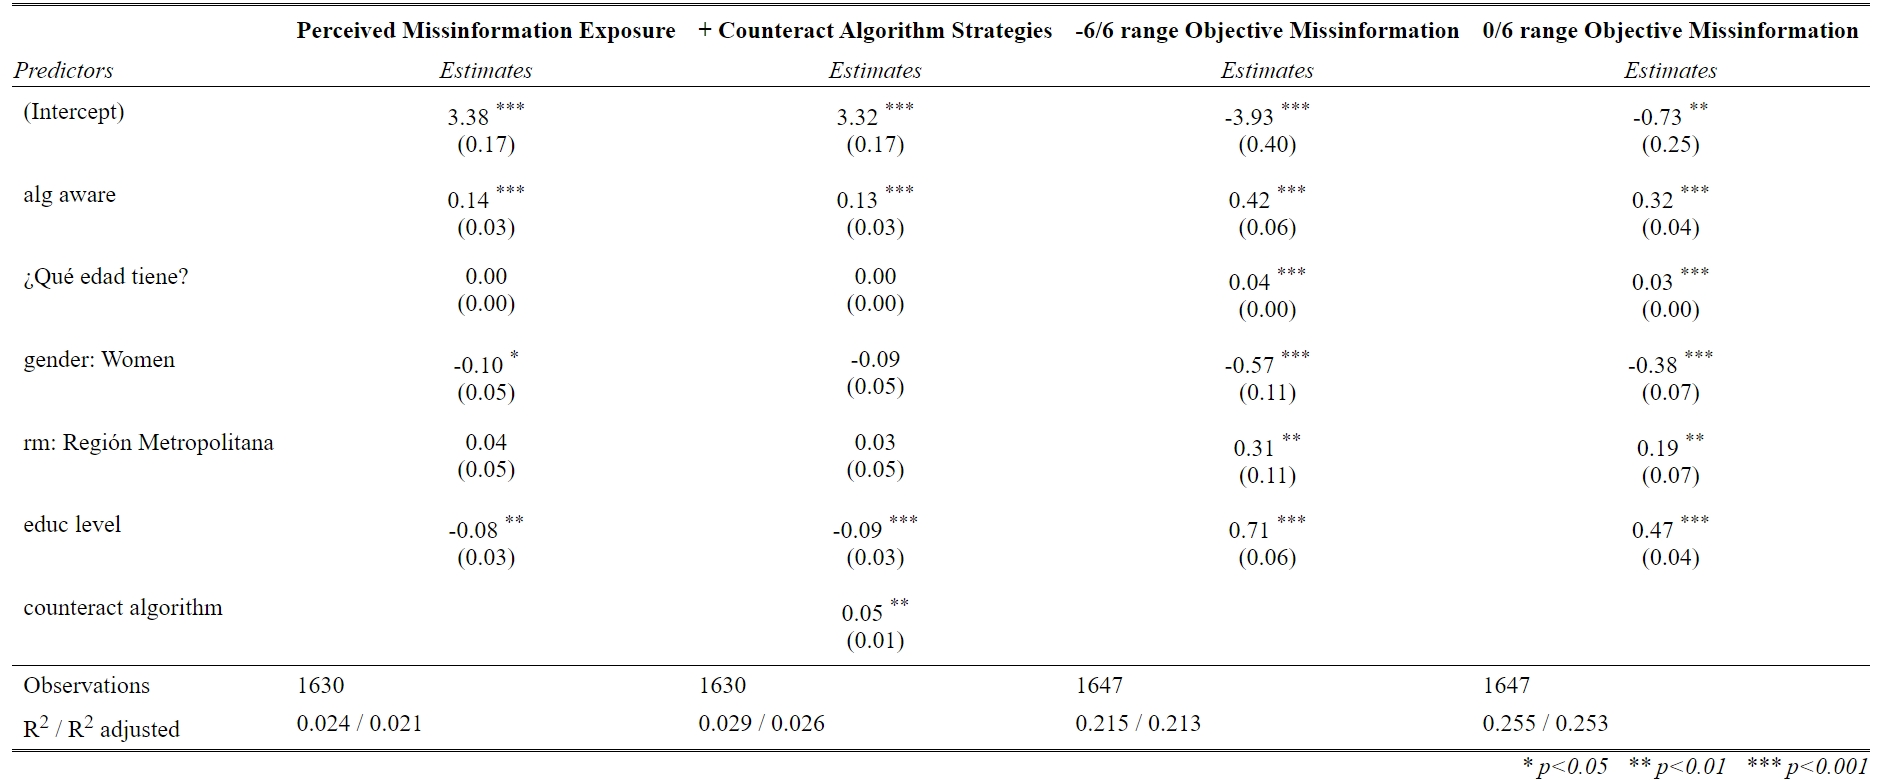 Perceived Missinformation Exposure + Counteract Algorithm Strategies -6/6 range Objective Missinformation 0/6 range Objective Missinformation
Predictors Estimates Estimates Estimates Estimates
(Intercept) 3.38 *** 3.32 *** -3.93 *** -0.73 **
(0.17) (0.17) (0.40) (0.25)
alg aware 0.14 *** 0.13 *** 0.42 *** 0.32 ***
(0.03) (0.03) (0.06) (0.04)
¿Qué edad tiene? 0.00 0.00 0.04 *** 0.03 ***
(0.00) (0.00) (0.00) (0.00)
gender: Women -0.10 * -0.09 -0.57 *** -0.38 ***
(0.05) (0.05) (0.11) (0.07)
rm: Región Metropolitana 0.04 0.03 0.31 ** 0.19 **
(0.05) (0.05) (0.11) (0.07)
educ level -0.08 ** -0.09 *** 0.71 *** 0.47 ***
(0.03) (0.03) (0.06) (0.04)
counteract algorithm 0.05 **
(0.01)
Observations 1630 1630 1647 1647
R2 / R2 adjusted 0.024 / 0.021 0.029 / 0.026 0.215 / 0.213 0.255 / 0.253
* p<0.05 ** p<0.01 *** p<0.001